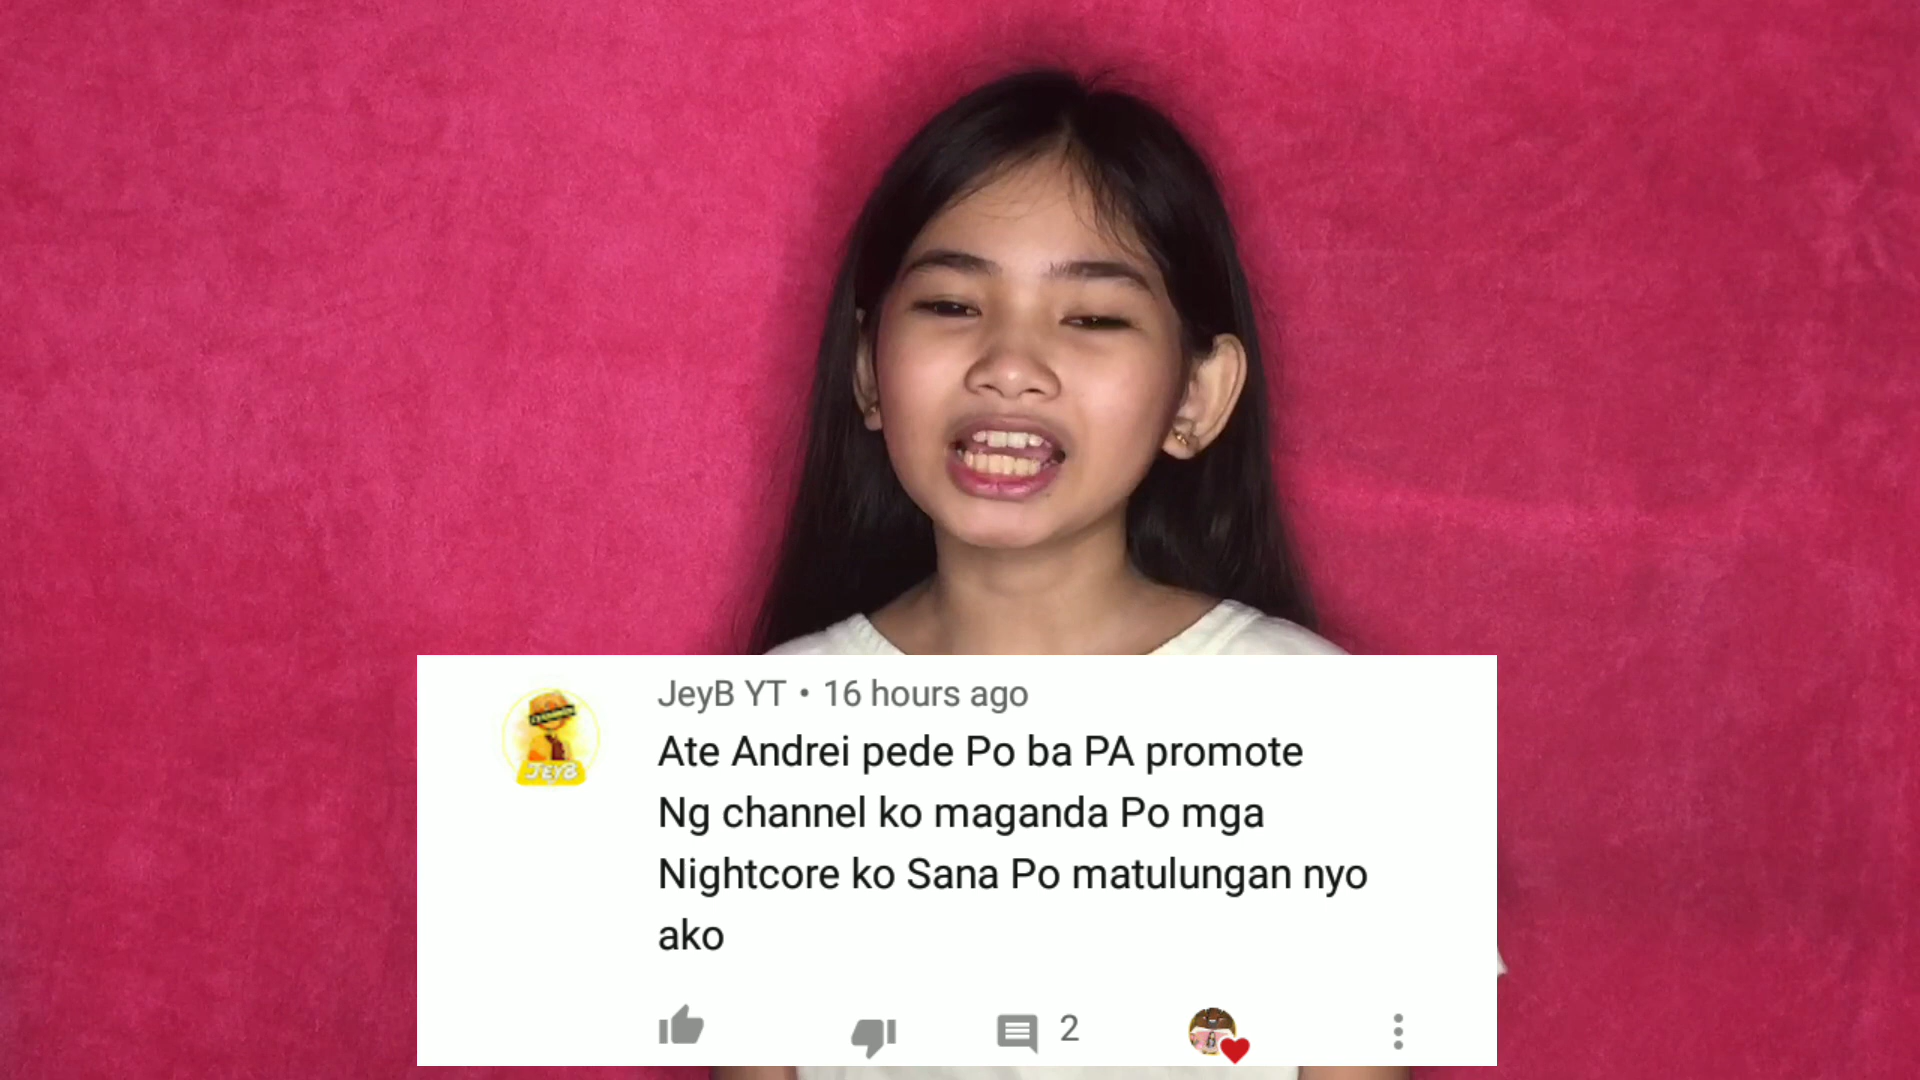 JeyB YT • 16 hours ago
Ate Andrei pede Po ba PA promote
Ng channel ko maganda Po mga
Nightcore ko Sana Po matulungan nyo
ako
JEYB
2